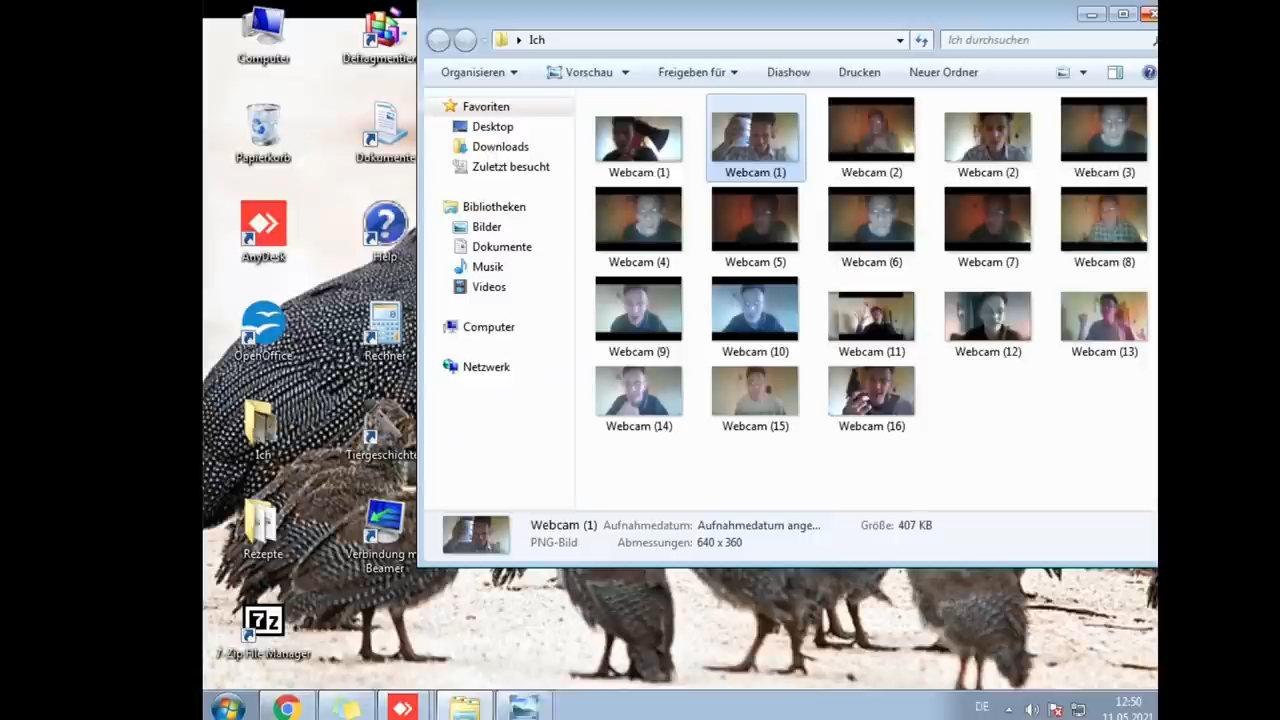 Computer
Defragmentier
Papierkorb
Dokumente
AnyDesk
Help
OpenOffice
Rechner
Ich
Tiergeschichte
Rezepte
Verbindung m
Beamer
7-Zip File Manager
Ich
Ich durchsuchen
Organisieren Vorschau Freigeben für Diashow Drucken Neuer Ordner
Favoriten
Desktop
Downloads
Zuletzt besucht
Bibliotheken
Bilder
Dokumente
Musik
Videos
Computer
Netzwerk
Webcam (1) Webcam (1) Webcam (2) Webcam (2) Webcam (3)
Webcam (4) Webcam (5) Webcam (6) Webcam (7) Webcam (8)
Webcam (9) Webcam (10) Webcam (11) Webcam (12) Webcam (13)
Webcam (14) Webcam (15) Webcam (16)
Webcam (1) Aufnahmedatum: Aufnahmedatum ange... Größe: 407 KB
PNG-Bild Abmessungen: 640 x 360
DE
12:50
11.05.2021